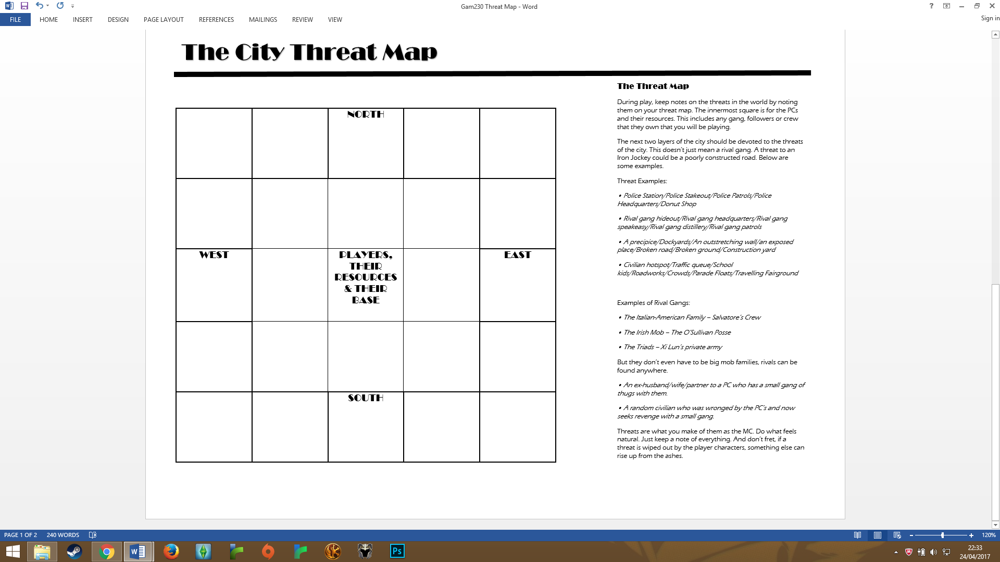 Gam230 Threat Map - Word
?
FILE HOME INSERT DESIGN PAGE LAYOUT REFERENCES MAILINGS REVIEW VIEW
Sign in
The City Threat Map
NORTH
WEST
PLAYERS,
THEIR
RESOURCES
& THEIR
BASE
EAST
SOUTH
The Threat Map
During play, keep notes on the threats in the world by noting
them on your threat map. The innermost square is for the PCs
and their resources. This includes any gang, followers or crew
that they own that you will be playing.
The next two layers of the city should be devoted to the threats
of the city. This doesn't just mean a rival gang. A threat to an
Iron Jockey could be a poorly constructed road. Below are
some examples.
Threat Examples:
• Police Station/Police Stakeout/Police Patrols/Police
Headquarters/Donut Shop
• Rival gang hideout/Rival gang headquarters/Rival gang
speakeasy/Rival gang distillery/Rival gang patrols
• A precipice/Dockyards/An outstretching wall/an exposed
place/Broken road/Broken ground/Construction yard
• Civilian hotspot/Traffic queue/School
kids/Roadworks/Crowds/Parade Floats/Travelling Fairground
Examples of Rival Gangs:
• The Italian-American Family – Salvatore's Crew
• The Irish Mob – The O'Sullivan Posse
• The Triads – Xi Lun's private army
But they don't even have to be big mob families, rivals can be
found anywhere.
• An ex-husband/wife/partner to a PC who has a small gang of
thugs with them.
• A random civilian who was wronged by the PC's and now
seeks revenge with a small gang.
Threats are what you make of them as the MC. Do what feels
natural. Just keep a note of everything. And don't fret, if a
threat is wiped out by the player characters, something else can
rise up from the ashes.
PAGE 1 OF 2 240 WORDS
120%
Ps
22:33
24/04/2017